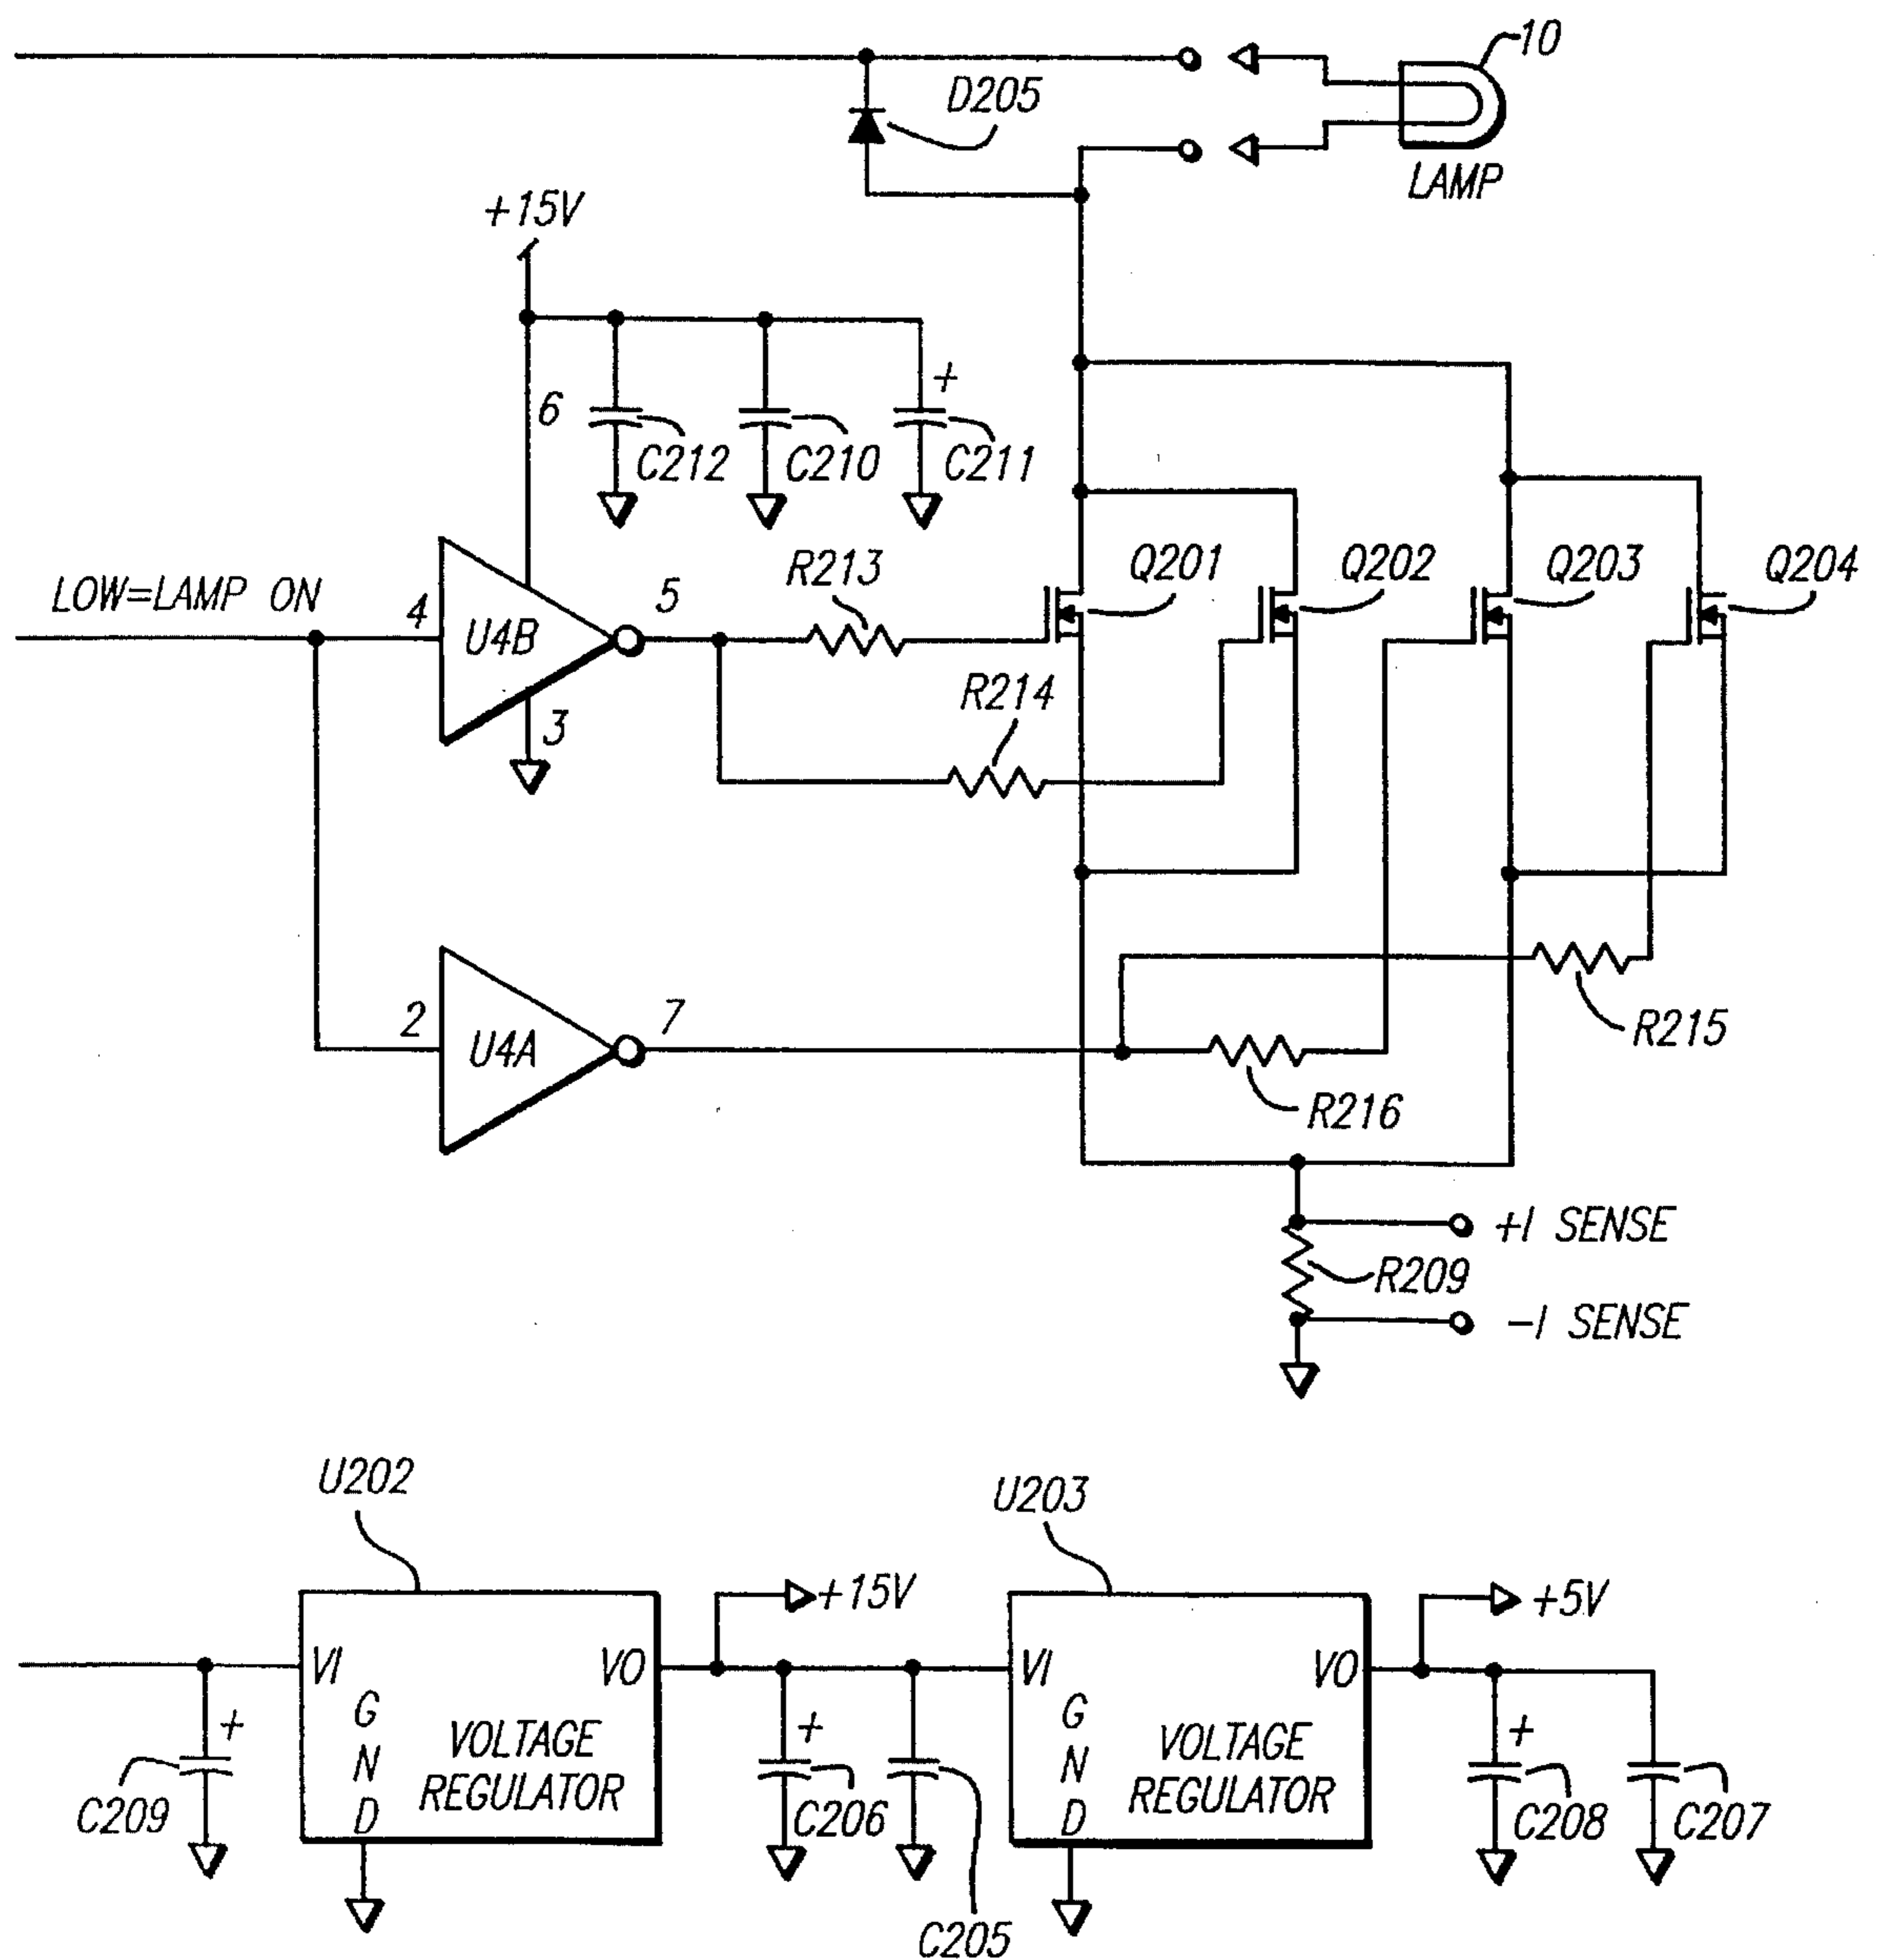 10
D205
LAMP
+15V
6
+
C212
C210
C211
LOW=LAMP ON
4
U4B
5
3
R213
Q201
Q202
Q203
Q204
R214
2
U4A
7
R215
R216
+I SENSE
R209
-I SENSE
U202
U203
+15V
+5V
VI
VO
VI
VO
GND
GND
VOLTAGE
REGULATOR
VOLTAGE
REGULATOR
+
C209
+
C206
C205
+
C208
C207